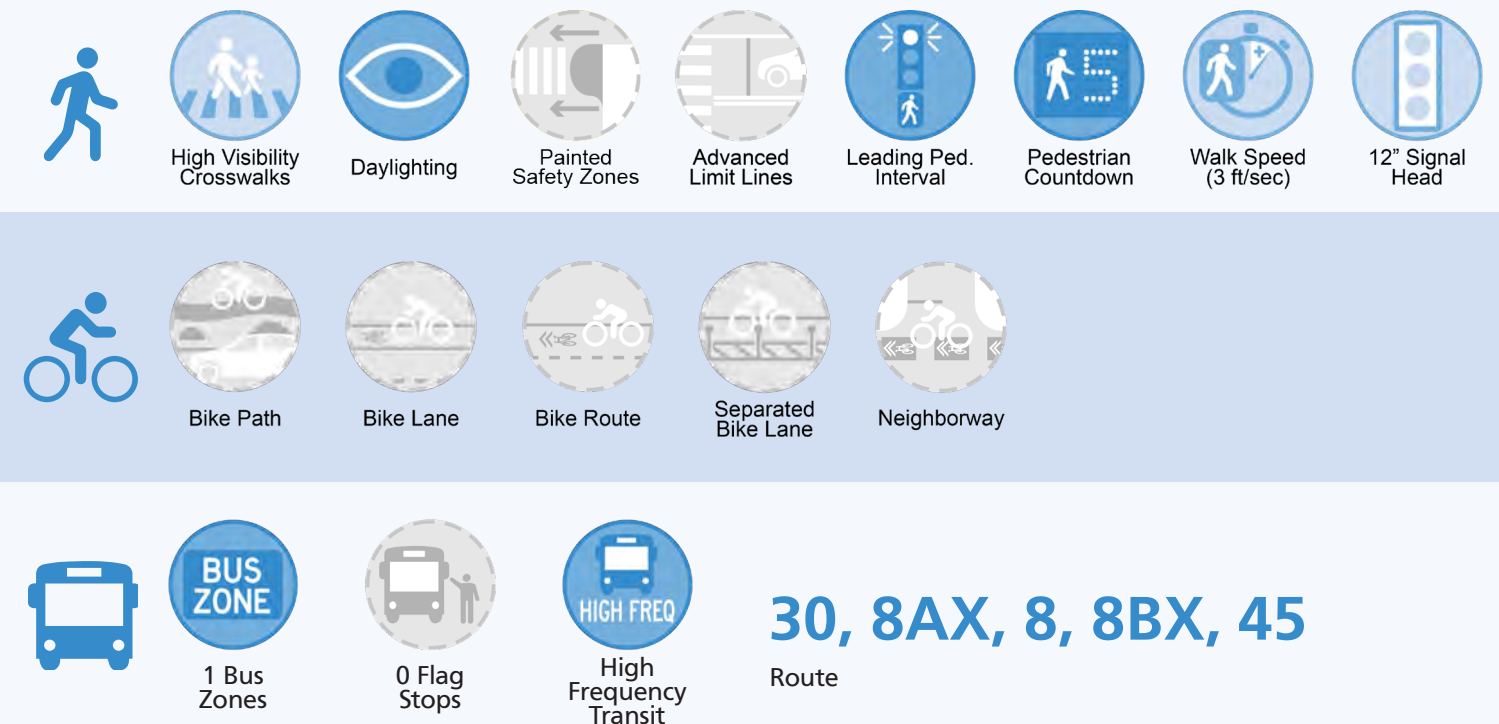 5
High Visibility
Crosswalks
Daylighting
Painted
Safety Zones
Advanced
Limit Lines
Leading Ped.
Interval
Pedestrian
Countdown
Walk Speed
(3 ft/sec)
12” Signal
Head
Bike Path
Bike Lane
Bike Route
Separated
Bike Lane
Neighborway
BUS
ZONE
1 Bus
Zones
0 Flag
Stops
HIGH FREQ
High
Frequency
Transit
30, 8AX, 8, 8BX, 45
Route